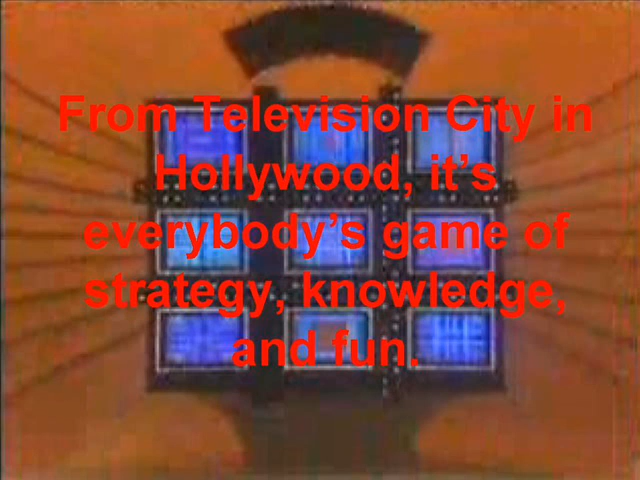 From Television City in
Hollywood, it’s
everybody’s game of
strategy, knowledge,
and fun.